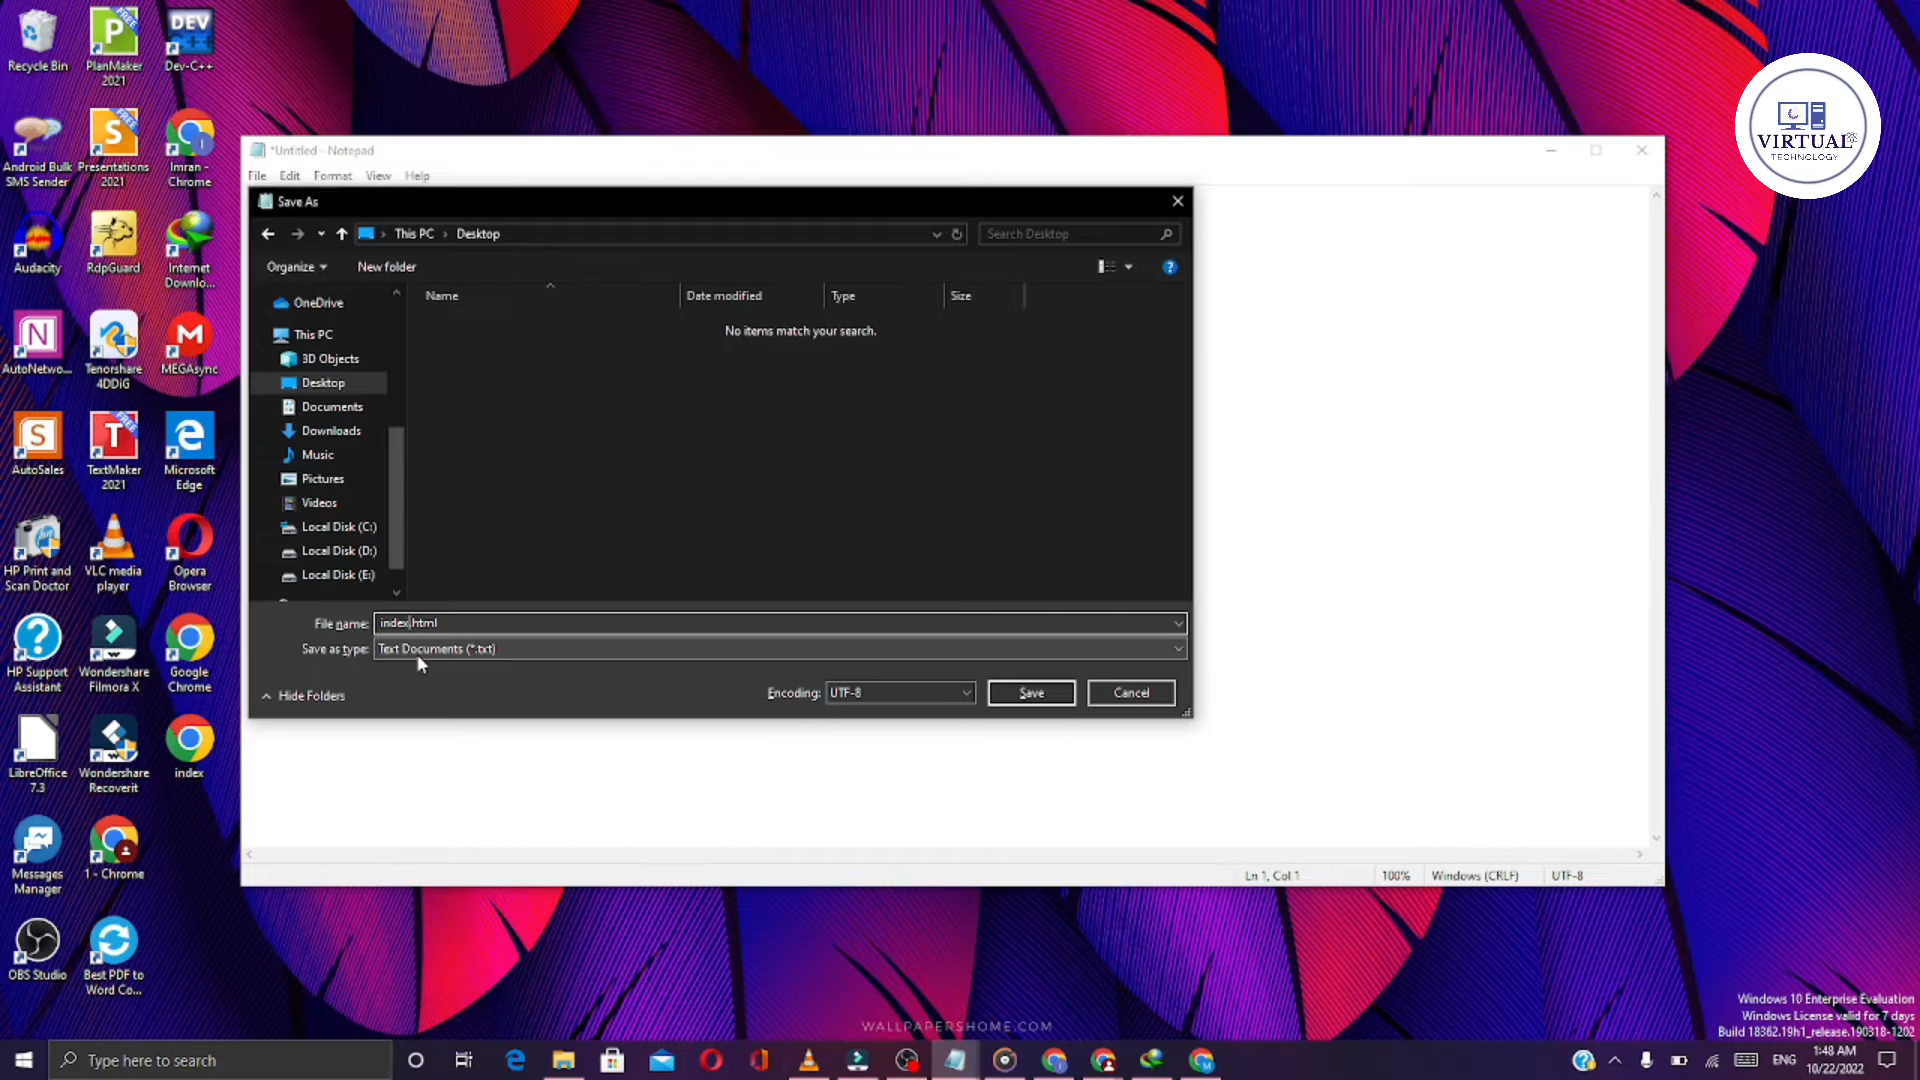 Recycle Bin
PlanMaker
2021
Dev-C++
Android Bulk
SMS Sender
Presentations
2021
Imran -
Chrome
Audacity
RdpGuard
Internet
Downlo...
AutoNetwo...
Tenorshare
4DDiG
MEGAsync
AutoSales
TextMaker
2021
Microsoft
Edge
HP Print and
Scan Doctor
VLC media
player
Opera
Browser
HP Support
Assistant
Wondershare
Filmora X
Google
Chrome
LibreOffice
7.3
Wondershare
Recoverit
index
Messages
Manager
1 - Chrome
OBS Studio
Best PDF to
Word Co...
*Untitled - Notepad
File Edit Format View Help
Save As
This PC › Desktop
Search Desktop
Organize
New folder
Name
Date modified
Type
Size
No items match your search.
OneDrive
This PC
3D Objects
Desktop
Documents
Downloads
Music
Pictures
Videos
Local Disk (C:)
Local Disk (D:)
Local Disk (E:)
File name: index.html
Save as type: Text Documents (*.txt)
Hide Folders
Encoding: UTF-8
Save
Cancel
Ln 1, Col 1
100%
Windows (CRLF)
UTF-8
VIRTUAL
TECHNOLOGY
WALLPAPERSHOME.COM
Windows 10 Enterprise Evaluation
Windows License valid for 7 days
Build 18362.19h1_release.190318-1202
Type here to search
ENG
1:48 AM
10/22/2022